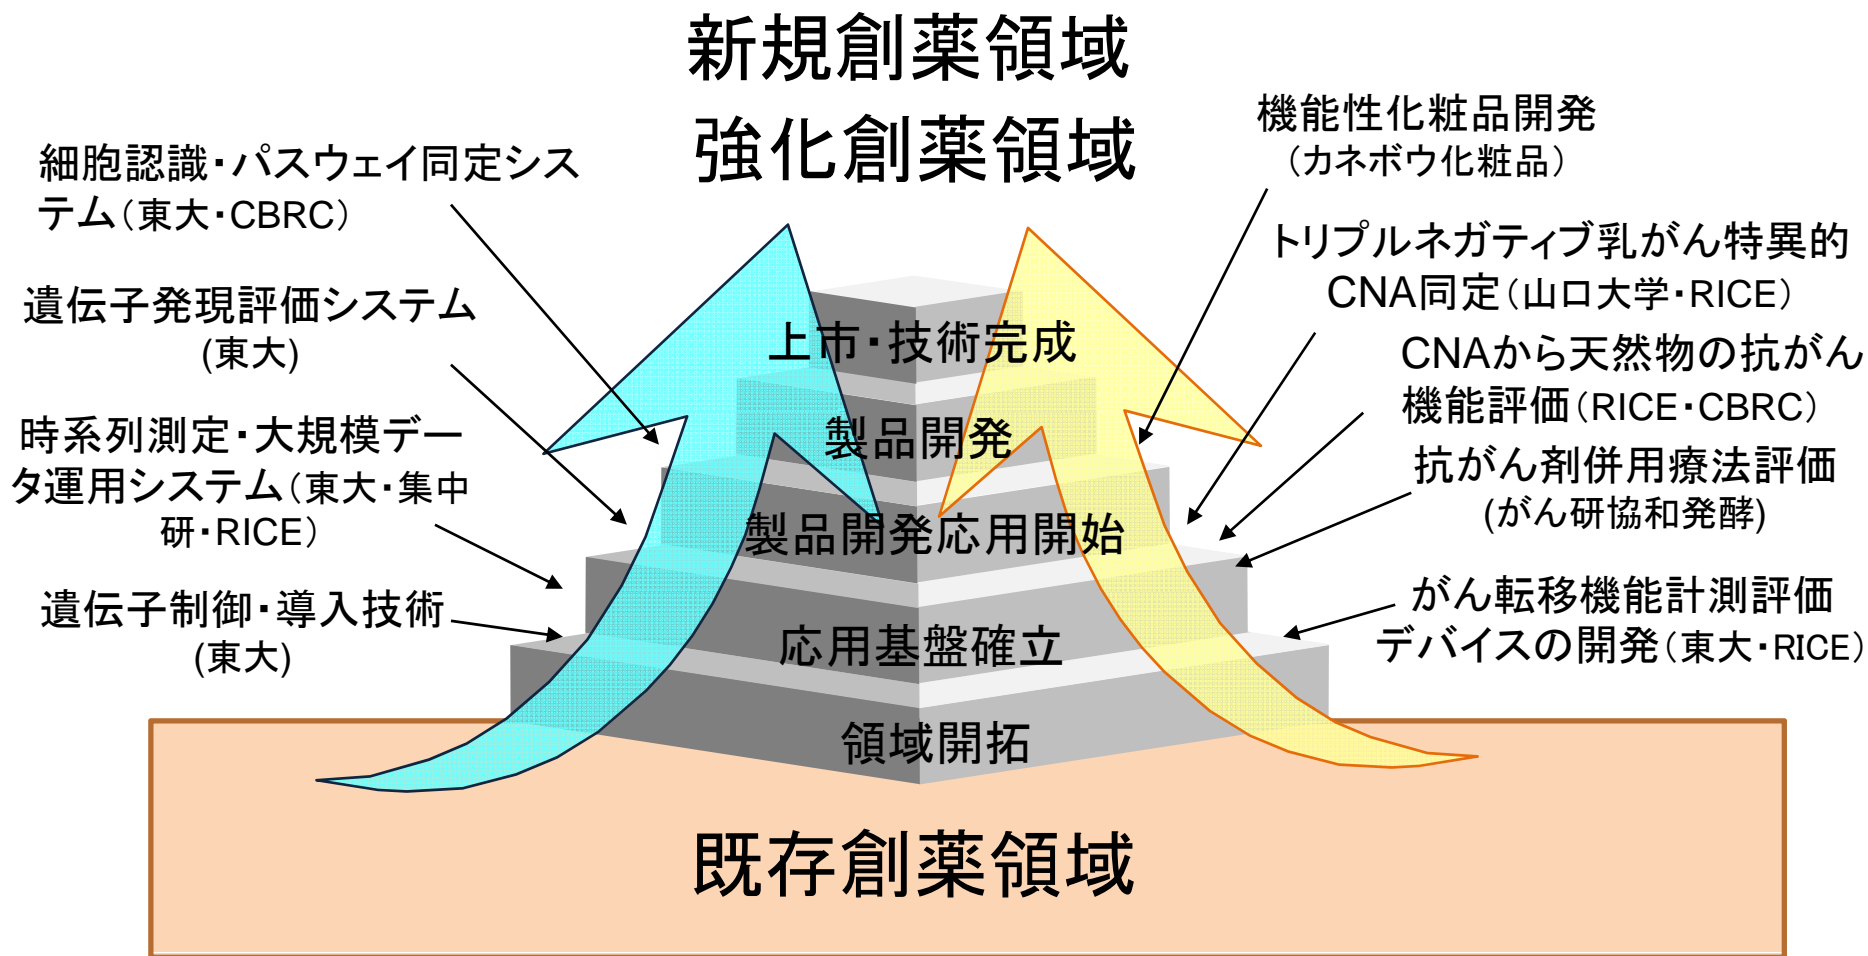 新規創薬領域
強化創薬領域
細胞認識・パスウェイ同定シス
テム（東大・CBRC）
遺伝子発現評価システム
(東大)
時系列測定・大規模デー
タ運用システム（東大・集中
研・RICE）
遺伝子制御・導入技術
(東大)
上市・技術完成
製品開発
製品開発応用開始
応用基盤確立
領域開拓
機能性化粧品開発
（カネボウ化粧品）
トリプルネガティブ乳がん特異的
CNA同定（山口大学・RICE）
CNAから天然物の抗がん
機能評価（RICE・CBRC）
抗がん剤併用療法評価
(がん研協和発酵)
がん転移機能計測評価
デバイスの開発（東大・RICE）
既存創薬領域